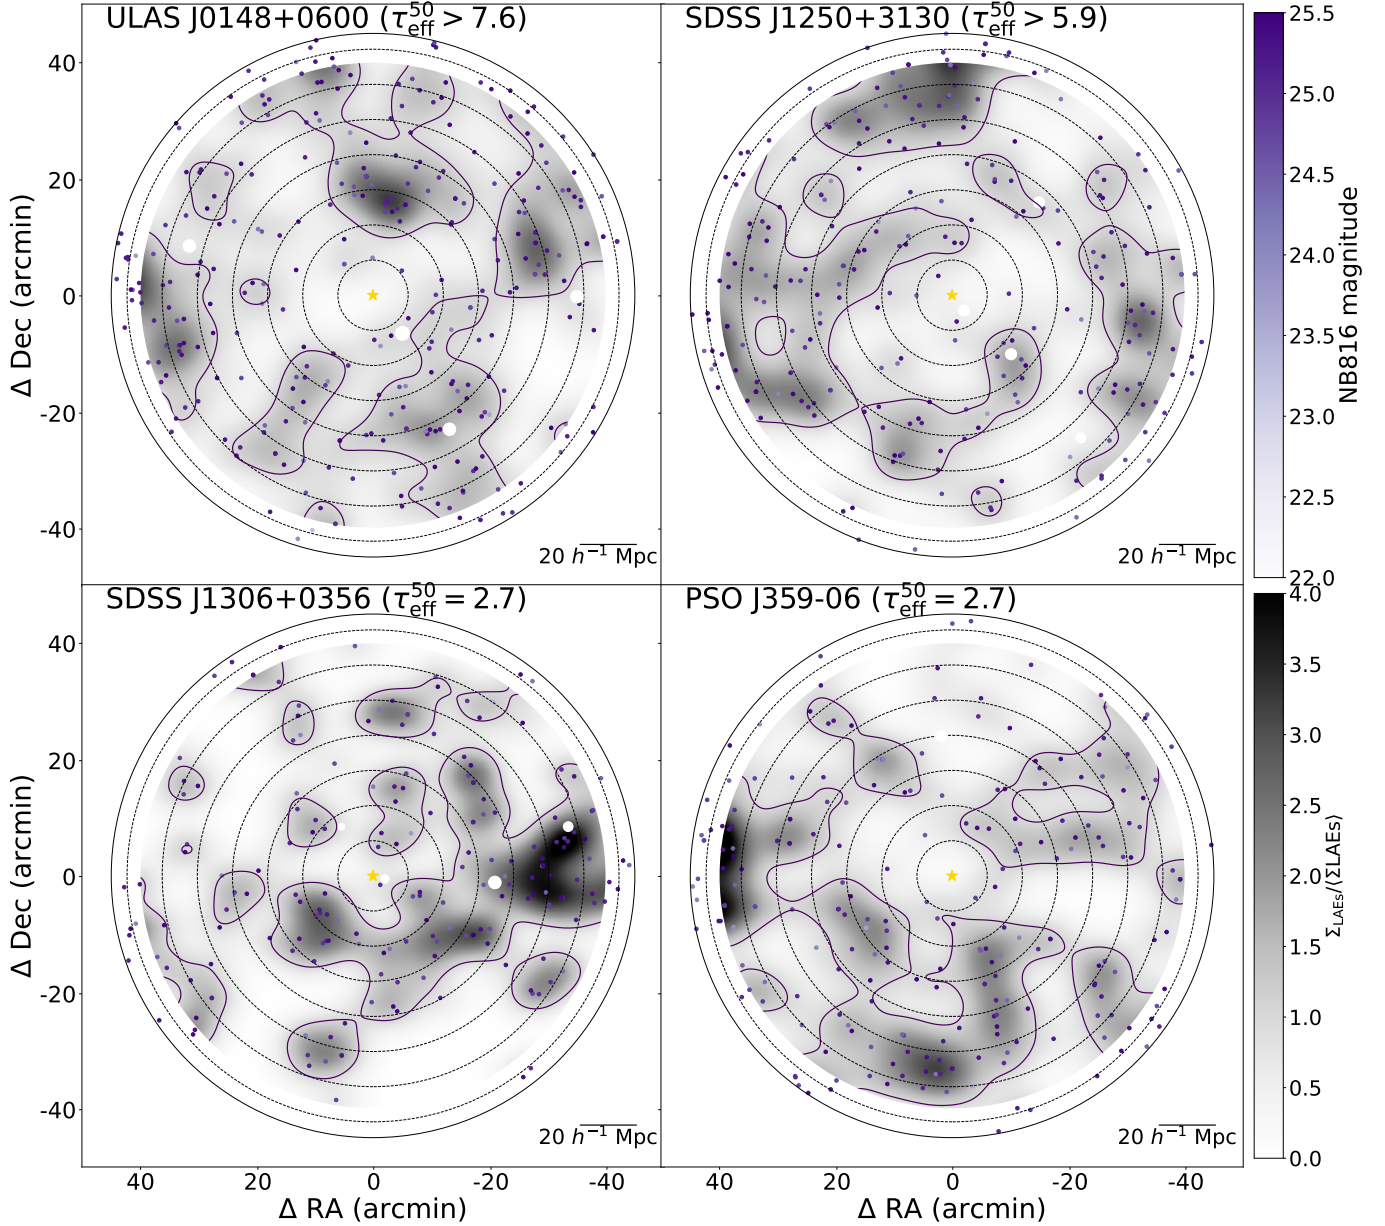 ULAS J0148+0600 (τ⁵⁰_eff > 7.6)
SDSS J1250+3130 (τ⁵⁰_eff > 5.9)
40
20
0
-20
-40
Δ Dec (arcmin)
20 h⁻¹ Mpc
20 h⁻¹ Mpc
25.5
25.0
24.5
24.0
23.5
23.0
22.5
22.0
NB816 magnitude
SDSS J1306+0356 (τ⁵⁰_eff = 2.7)
PSO J359-06 (τ⁵⁰_eff = 2.7)
40
20
0
-20
-40
Δ Dec (arcmin)
20 h⁻¹ Mpc
20 h⁻¹ Mpc
4.0
3.5
3.0
2.5
2.0
1.5
1.0
0.5
0.0
Σ_LAEs/⟨Σ_LAEs⟩
40 20 0 -20 -40
40 20 0 -20 -40
Δ RA (arcmin)
Δ RA (arcmin)